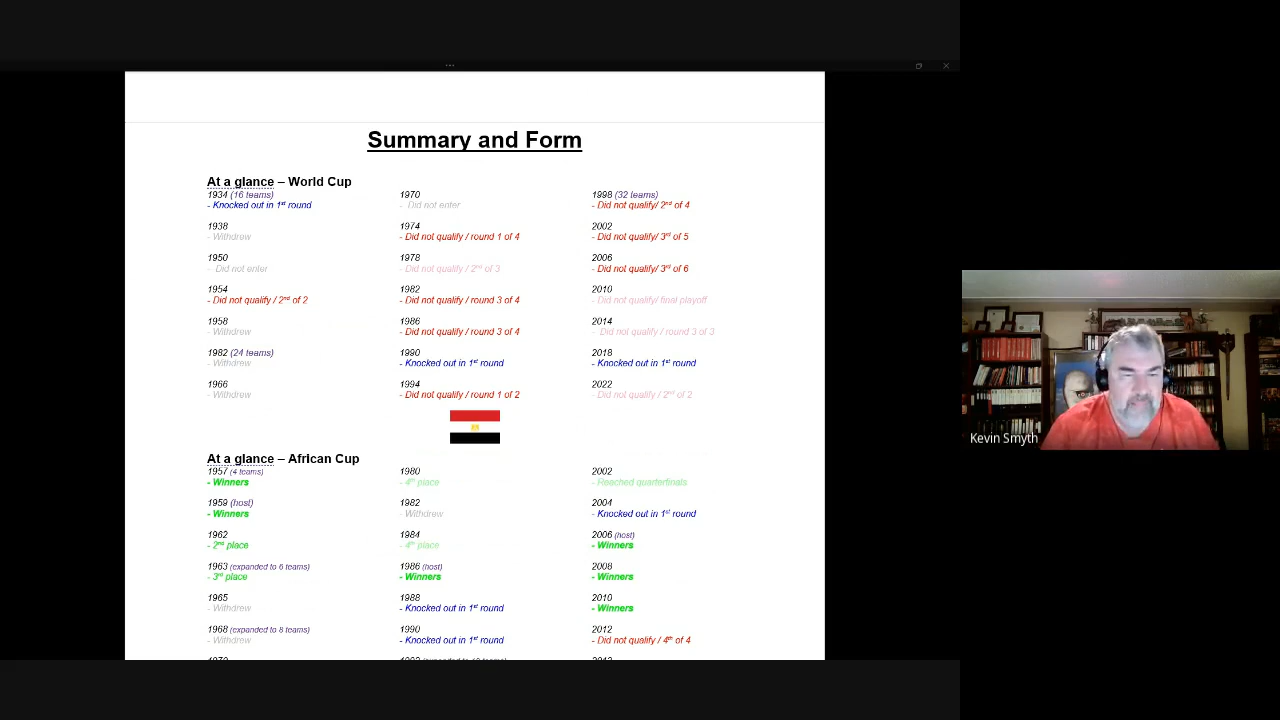 Summary and Form
At a glance – World Cup
1934 (16 teams)
- Knocked out in 1st round
1938
- Withdrew
1950
- Did not enter
1954
- Did not qualify / 2nd of 2
1958
- Withdrew
1982 (24 teams)
- Withdrew
1966
- Withdrew
1970
- Did not enter
1974
- Did not qualify / round 1 of 4
1978
- Did not qualify / 2nd of 3
1982
- Did not qualify / round 3 of 4
1986
- Did not qualify / round 3 of 4
1990
- Knocked out in 1st round
1994
- Did not qualify / round 1 of 2
1998 (32 teams)
- Did not qualify/ 2nd of 4
2002
- Did not qualify/ 3rd of 5
2006
- Did not qualify/ 3rd of 6
2010
- Did not qualify/ final playoff
2014
- Did not qualify / round 3 of 3
2018
- Knocked out in 1st round
2022
- Did not qualify / 2nd of 2
At a glance – African Cup
1957 (4 teams)
- Winners
1959 (host)
- Winners
1962
- 2nd place
1963 (expanded to 6 teams)
- 3rd place
1965
- Withdrew
1968 (expanded to 8 teams)
- Withdrew
1980
- 4th place
1982
- Withdrew
1984
- 4th place
1986 (host)
- Winners
1988
- Knocked out in 1st round
1990
- Knocked out in 1st round
2002
- Reached quarterfinals
2004
- Knocked out in 1st round
2006 (host)
- Winners
2008
- Winners
2010
- Winners
2012
- Did not qualify / 4th of 4
Kevin Smyth